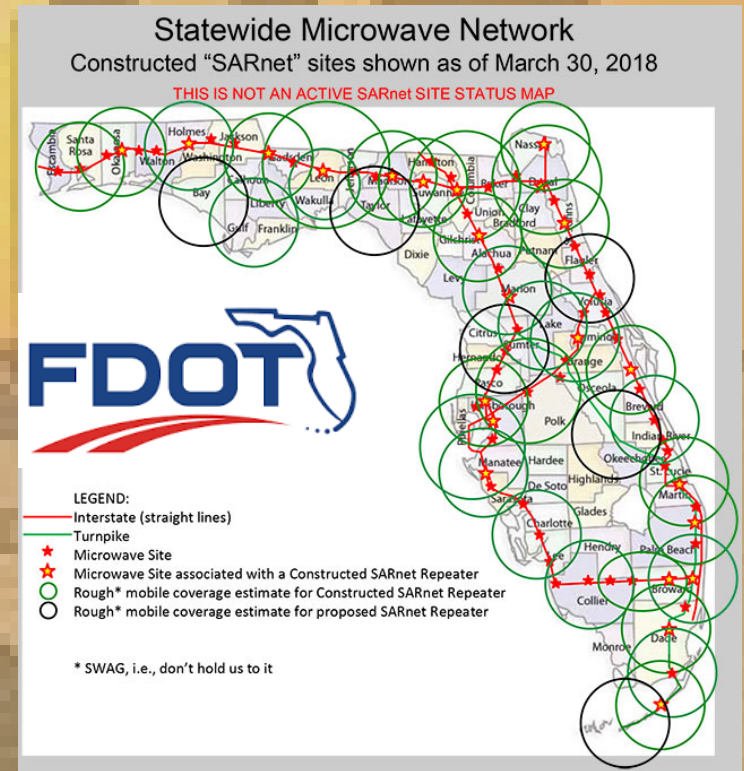 Statewide Microwave Network
Constructed “SARnet” sites shown as of March 30, 2018
THIS IS NOT AN ACTIVE SARnet SITE STATUS MAP
Escambia
Santa
Rosa
Okaloosa
Walton
Holmes
Washington
Jackson
Bay
Calhoun
Gulf
Liberty
Franklin
Gadsden
Leon
Wakulla
Jefferson
Madison
Taylor
Hamilton
Suwannee
Lafayette
Columbia
Baker
Nassau
Duval
Union
Bradford
Clay
St. Johns
Gilchrist
Alachua
Putnam
Dixie
Levy
Flagler
Marion
Volusia
Citrus
Lake
Sumter
Seminole
Hernando
Orange
Pasco
Osceola
Hillsborough
Pinellas
Polk
Brevard
Indian River
Okeechobee
Manatee
Hardee
St. Lucie
De Soto
Highlands
Martin
Sarasota
Glades
Charlotte
Lee
Hendry
Palm Beach
Collier
Broward
Monroe
Dade
FDOT
LEGEND:
Interstate (straight lines)
Turnpike
Microwave Site
Microwave Site associated with a Constructed SARnet Repeater
Rough* mobile coverage estimate for Constructed SARnet Repeater
Rough* mobile coverage estimate for proposed SARnet Repeater
* SWAG, i.e., don’t hold us to it